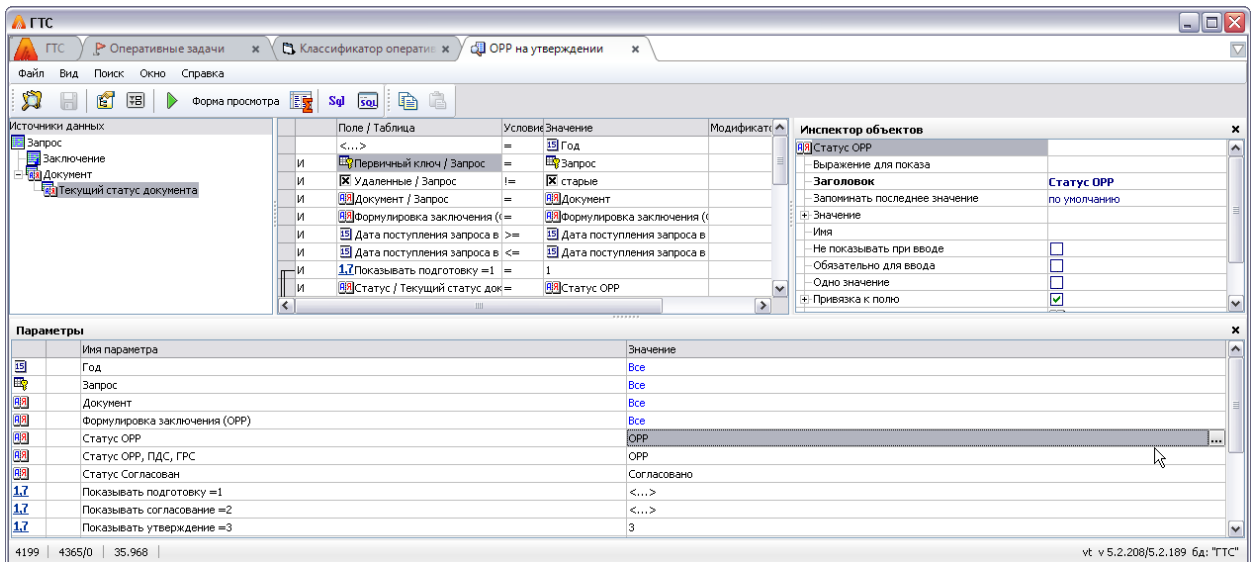 ГТС
ГТС Оперативные задачи Классификатор операти ОРР на утверждении
Файл Вид Поиск Окно Справка
Форма просмотра Sql SQL
Источники данных
Запрос
Заключение
Документ
Текущий статус документа
Поле / Таблица Условие Значение Модификато
<...> = 15 Год
И Первичный ключ / Запрос = Запрос
И Удаленные / Запрос != старые
И Документ / Запрос = Документ
И Формулировка заключения (( = Формулировка заключения ((
И 15 Дата поступления запроса в >= 15 Дата поступления запроса в
И 15 Дата поступления запроса в <= 15 Дата поступления запроса в
И 1,7 Показывать подготовку =1 = 1
И Статус / Текущий статус док = Статус ОРР
Инспектор объектов
Статус ОРР
Выражение для показа
Заголовок Статус ОРР
Запоминать последнее значение по умолчанию
Значение
Имя
Не показывать при вводе
Обязательно для ввода
Одно значение
Привязка к полю
Параметры
Имя параметра Значение
15 Год Все
Запрос Все
Документ Все
Формулировка заключения (ОРР) Все
Статус ОРР ОРР ...
Статус ОРР, ПДС, ГРС ОРР
Статус Согласован Согласовано
1,7 Показывать подготовку =1 <...>
1,7 Показывать согласование =2 <...>
1,7 Показывать утверждение =3 3
4199 4365/0 35.968 vt v 5.2.208/5.2.189 бд: "ГТС"